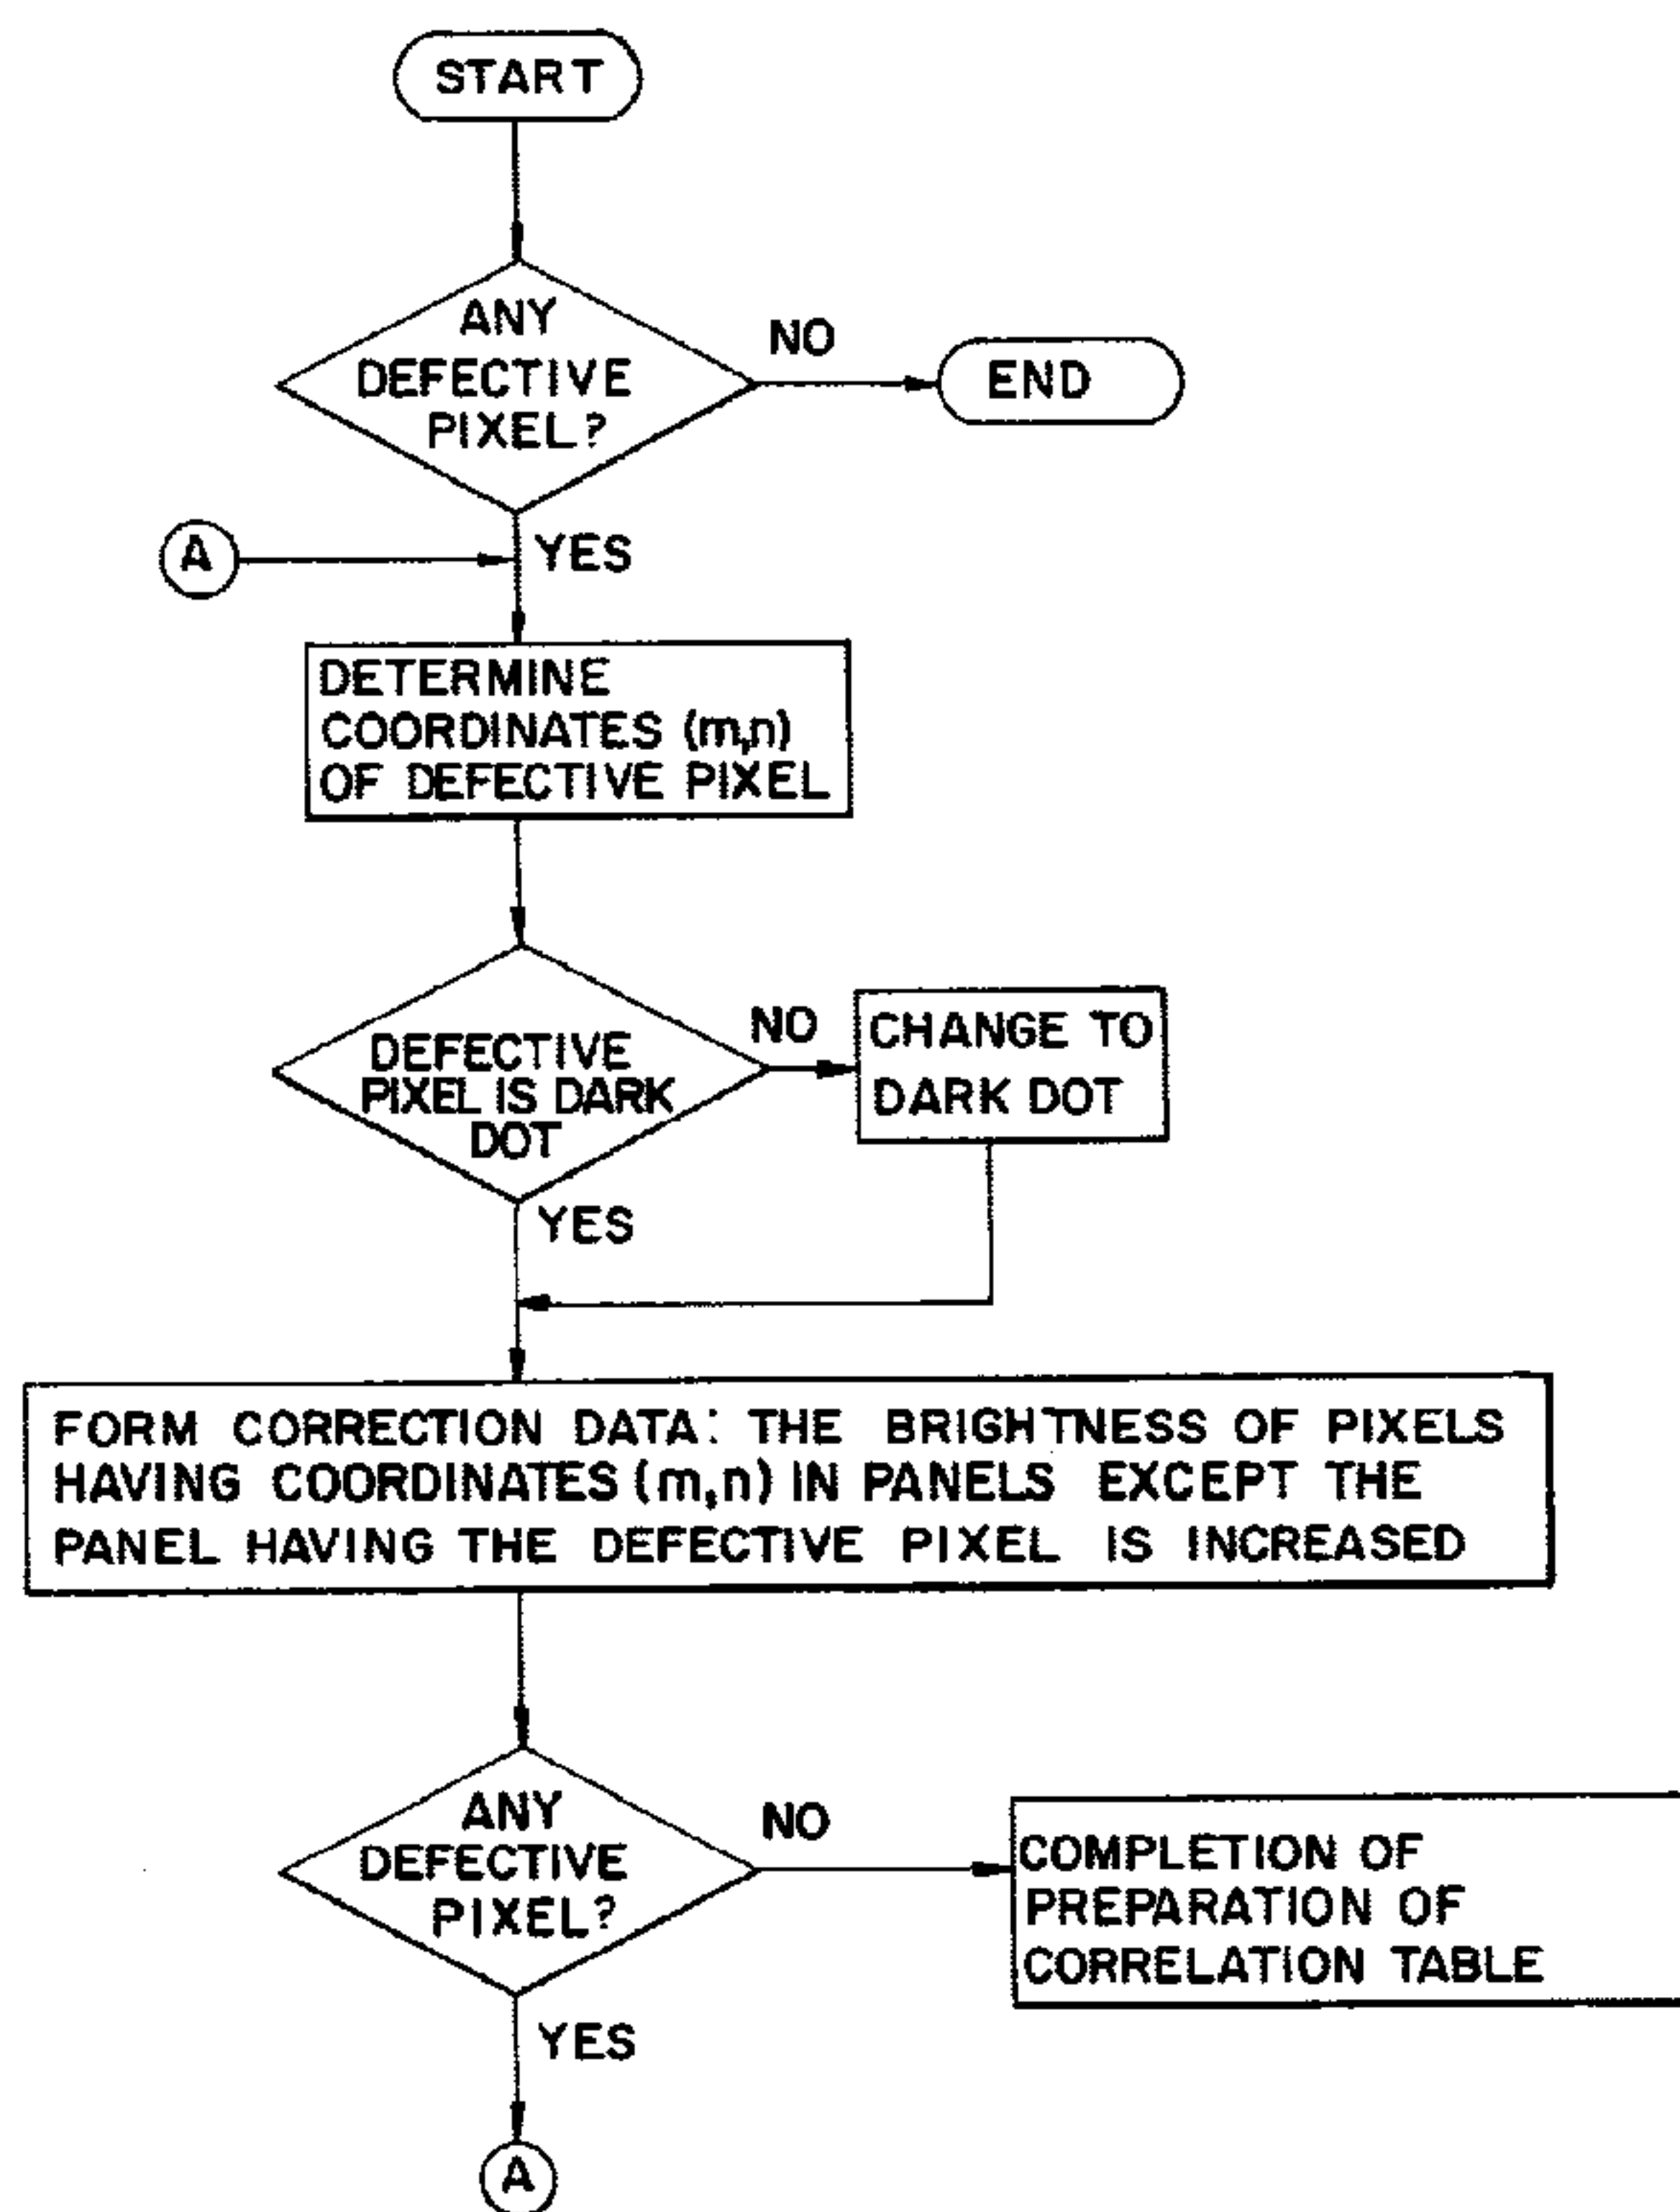 START
ANY
DEFECTIVE
PIXEL?
NO
END
A
YES
DETERMINE
COORDINATES (m,n)
OF DEFECTIVE PIXEL
DEFECTIVE
PIXEL IS DARK
DOT
NO
CHANGE TO
DARK DOT
YES
FORM CORRECTION DATA: THE BRIGHTNESS OF PIXELS
HAVING COORDINATES (m,n) IN PANELS EXCEPT THE
PANEL HAVING THE DEFECTIVE PIXEL IS INCREASED
ANY
DEFECTIVE
PIXEL?
NO
COMPLETION OF
PREPARATION OF
CORRELATION TABLE
YES
A